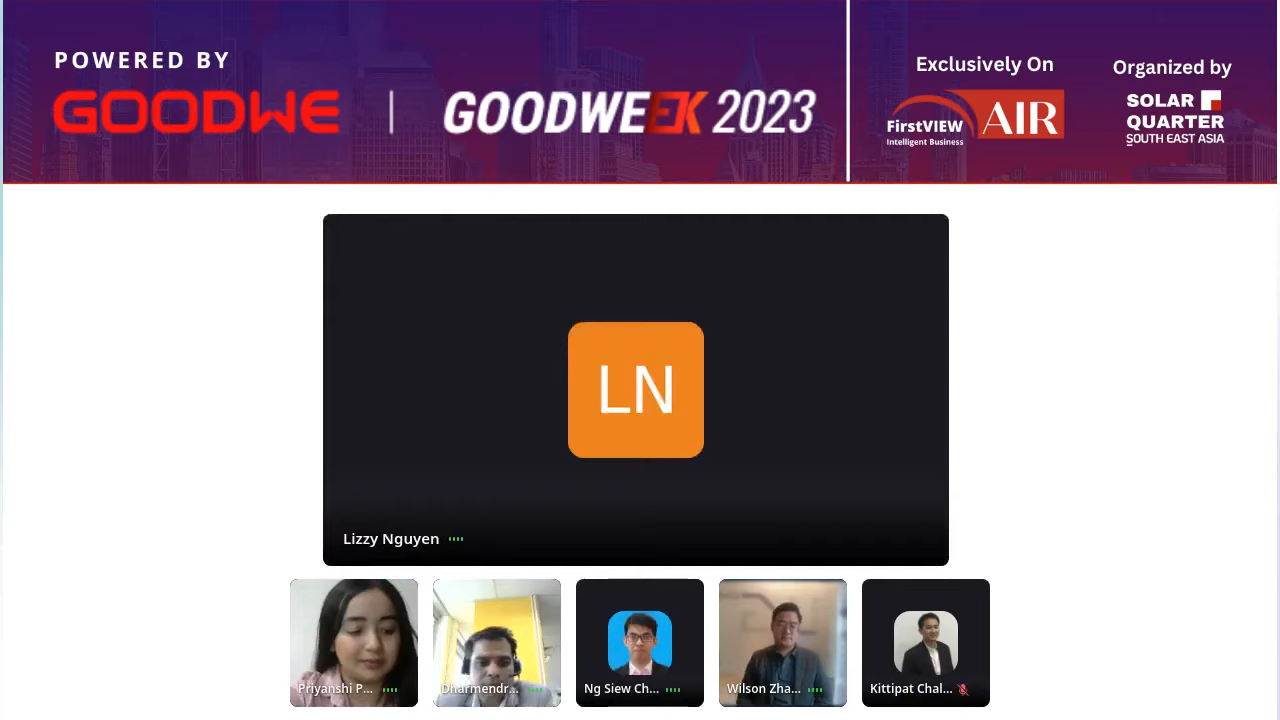 POWERED BY
GOODWE
GOODWEEK 2023
Exclusively On
FirstVIEW
Intelligent Business
AIR
Organized by
SOLAR
QUARTER
SOUTH EAST ASIA
LN
Lizzy Nguyen
Priyanshi P...
Dharmendr...
Ng Siew Ch...
Wilson Zha...
Kittipat Chal...